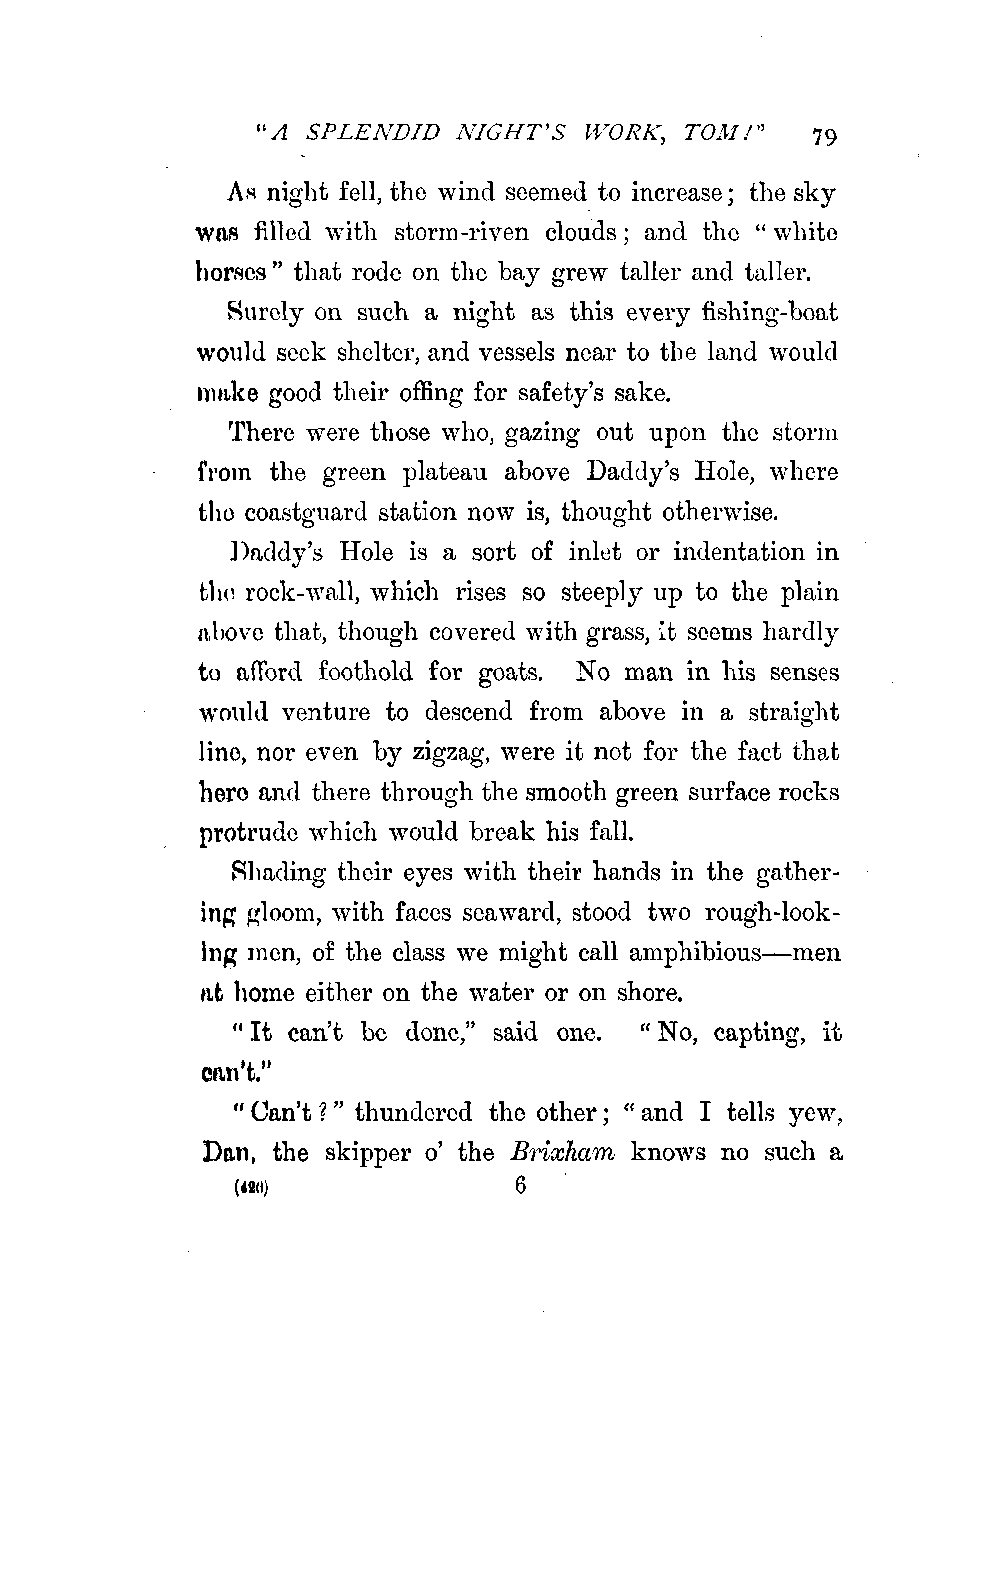 "A SPLENDID NIGHT'S WORK, TOM!" 79
As night fell, the wind seemed to increase; the sky
was filled with storm-riven clouds; and the "white
horses" that rode on the bay grew taller and taller.
Surely on such a night as this every fishing-boat
would seek shelter, and vessels near to the land would
make good their offing for safety's sake.
There were those who, gazing out upon the storm
from the green plateau above Daddy's Hole, where
the coastguard station now is, thought otherwise.
Daddy's Hole is a sort of inlet or indentation in
the rock-wall, which rises so steeply up to the plain
above that, though covered with grass, it seems hardly
to afford foothold for goats. No man in his senses
would venture to descend from above in a straight
line, nor even by zigzag, were it not for the fact that
here and there through the smooth green surface rocks
protrude which would break his fall.
Shading their eyes with their hands in the gather-
ing gloom, with faces seaward, stood two rough-look-
ing men, of the class we might call amphibious—men
at home either on the water or on shore.
"It can't be done," said one. "No, capting, it
can't."
"Can't?" thundered the other; "and I tells yew,
Dan, the skipper o' the Brixham knows no such a
(420) 6